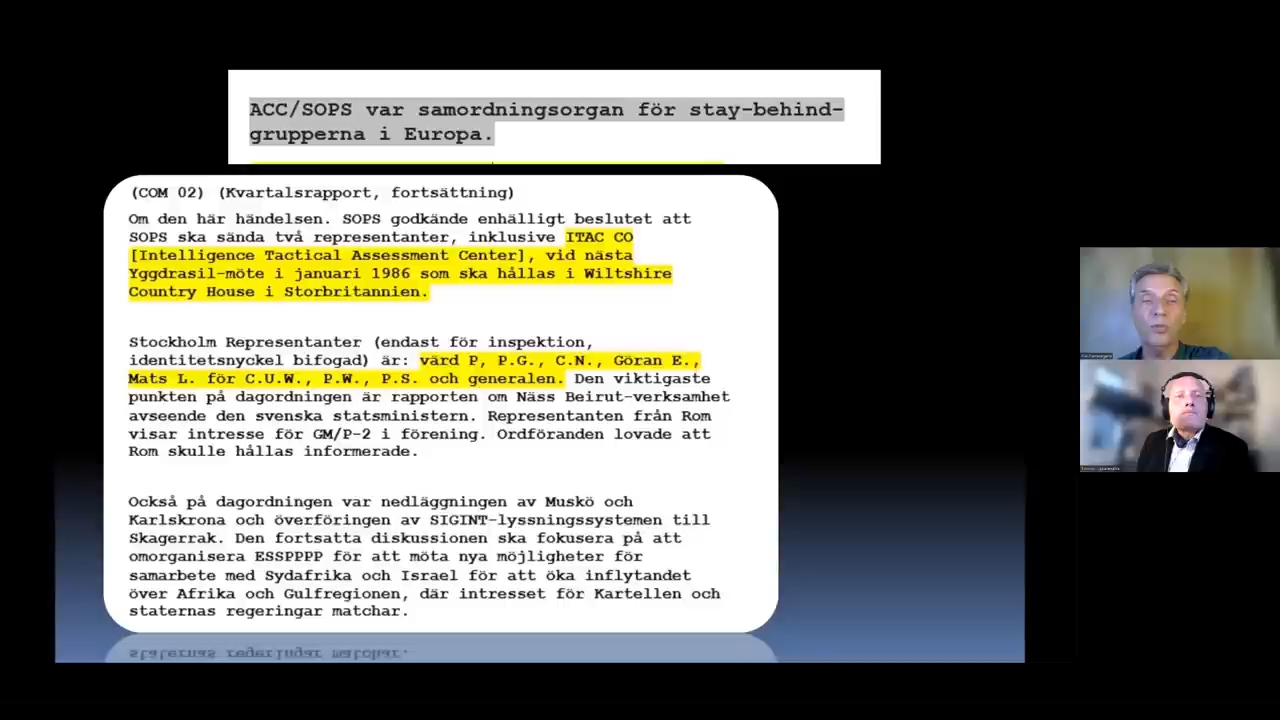 ACC/SOPS var samordningsorgan för stay-behind-
grupperna i Europa.
(COM 02) (Kvartalsrapport, fortsättning)
Om den här händelsen. SOPS godkände enhälligt beslutet att
SOPS ska sända två representanter, inklusive ITAC CO
[Intelligence Tactical Assessment Center], vid nästa
Yggdrasil-möte i januari 1986 som ska hållas i Wiltshire
Country House i Storbritannien.
Stockholm Representanter (endast för inspektion,
identitetsnyckel bifogad) är: värd P, P.G., C.N., Göran E.,
Mats L. för C.U.W., P.W., P.S. och generalen. Den viktigaste
punkten på dagordningen är rapporten om Näss Beirut-verksamhet
avseende den svenska statsministern. Representanten från Rom
visar intresse för GM/P-2 i förening. Ordföranden lovade att
Rom skulle hållas informerade.
Också på dagordningen var nedläggningen av Muskö och
Karlskrona och överföringen av SIGINT-lyssningssystemen till
Skagerrak. Den fortsatta diskussionen ska fokusera på att
omorganisera ESSPPPP för att möta nya möjligheter för
samarbete med Sydafrika och Israel för att öka inflytandet
över Afrika och Gulfregionen, där intresset för Kartellen och
staternas regeringar matchar.
staternas regeringar matchar.